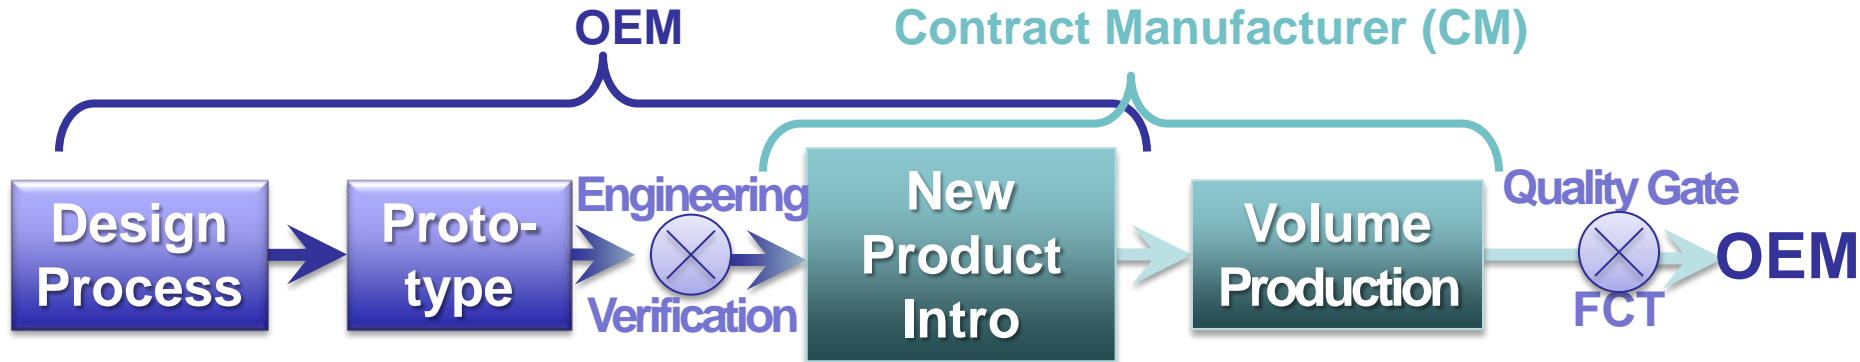 OEM
Contract Manufacturer (CM)
Design
Process
Proto-
type
Engineering
Verification
New
Product
Intro
Volume
Production
Quality Gate
FCT
OEM